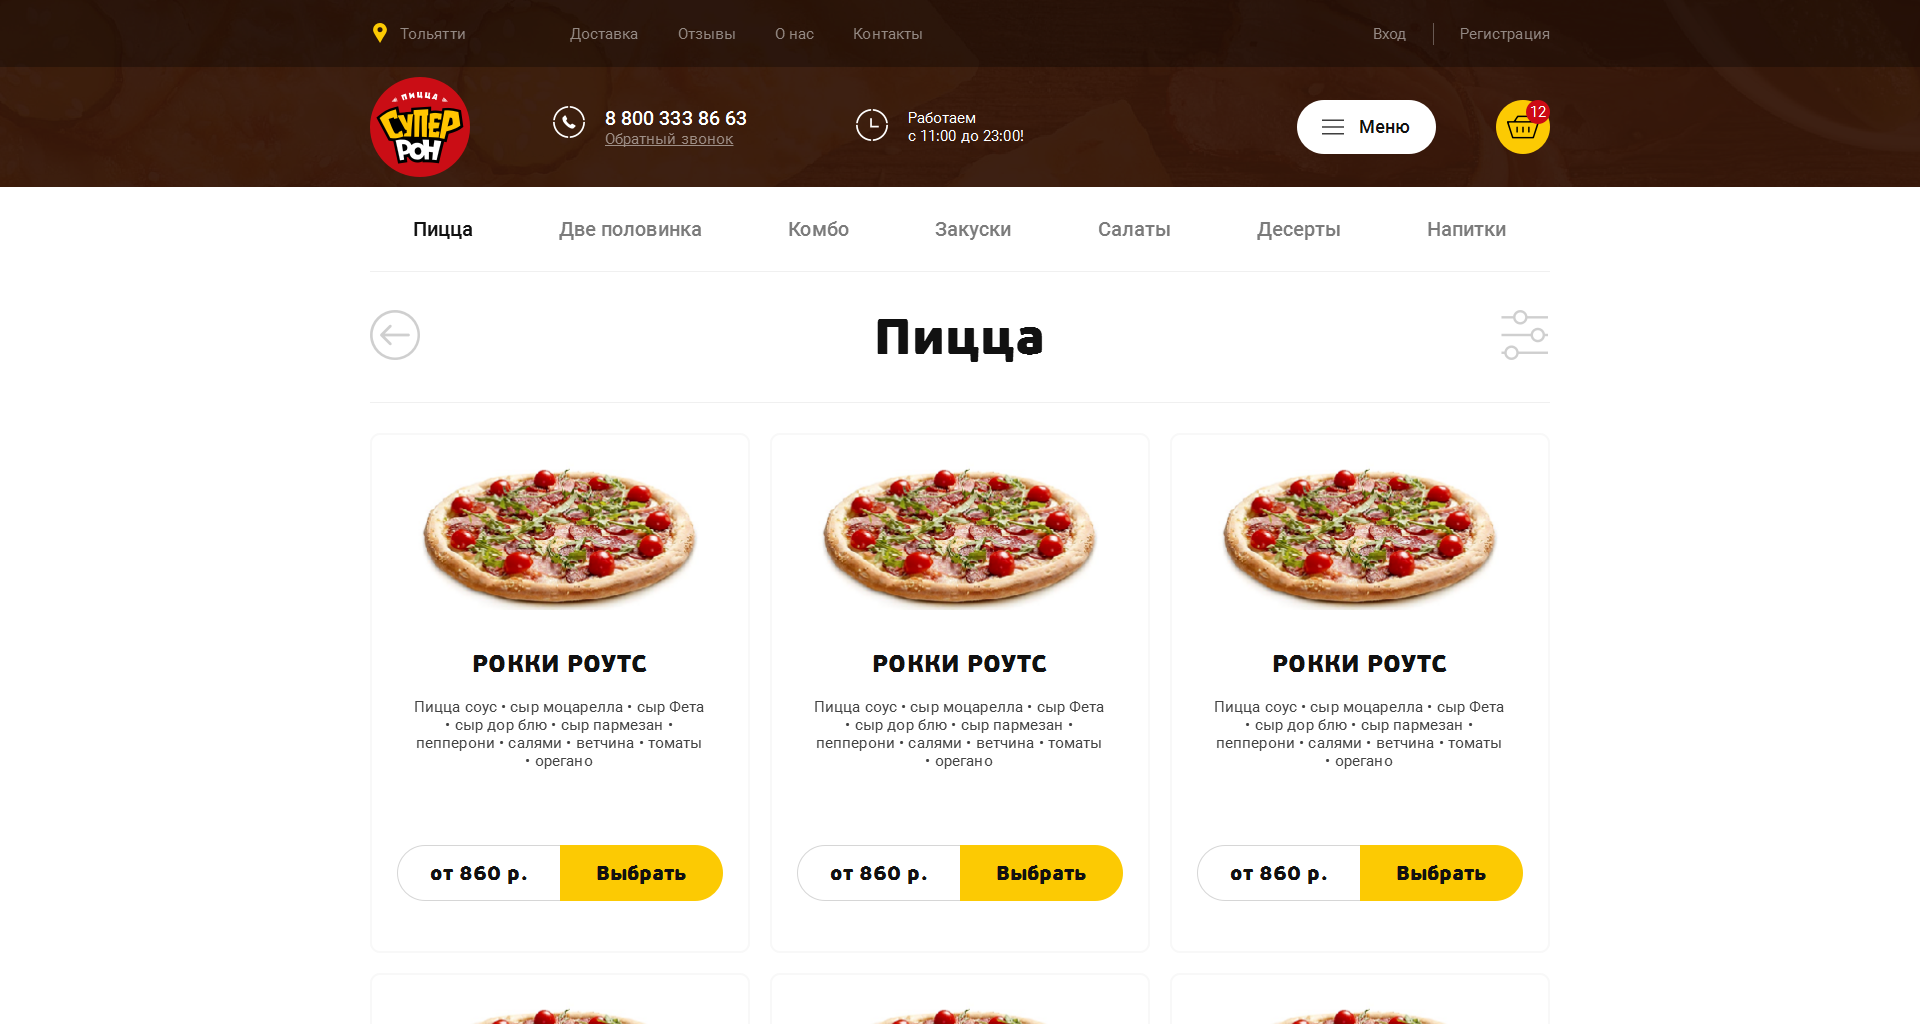 Тольятти
Доставка
Отзывы
О нас
Контакты
Вход
Регистрация
ПИЦЦА
СУПЕР
РОН
8 800 333 86 63
Обратный звонок
Работаем
с 11:00 до 23:00!
Меню
12
Пицца
Две половинка
Комбо
Закуски
Салаты
Десерты
Напитки
Пицца
РОККИ РОУТС
Пицца соус • сыр моцарелла • сыр Фета
• сыр дор блю • сыр пармезан •
пепперони • салями • ветчина • томаты
• орегано
от 860 р.
Выбрать
РОККИ РОУТС
Пицца соус • сыр моцарелла • сыр Фета
• сыр дор блю • сыр пармезан •
пепперони • салями • ветчина • томаты
• орегано
от 860 р.
Выбрать
РОККИ РОУТС
Пицца соус • сыр моцарелла • сыр Фета
• сыр дор блю • сыр пармезан •
пепперони • салями • ветчина • томаты
• орегано
от 860 р.
Выбрать